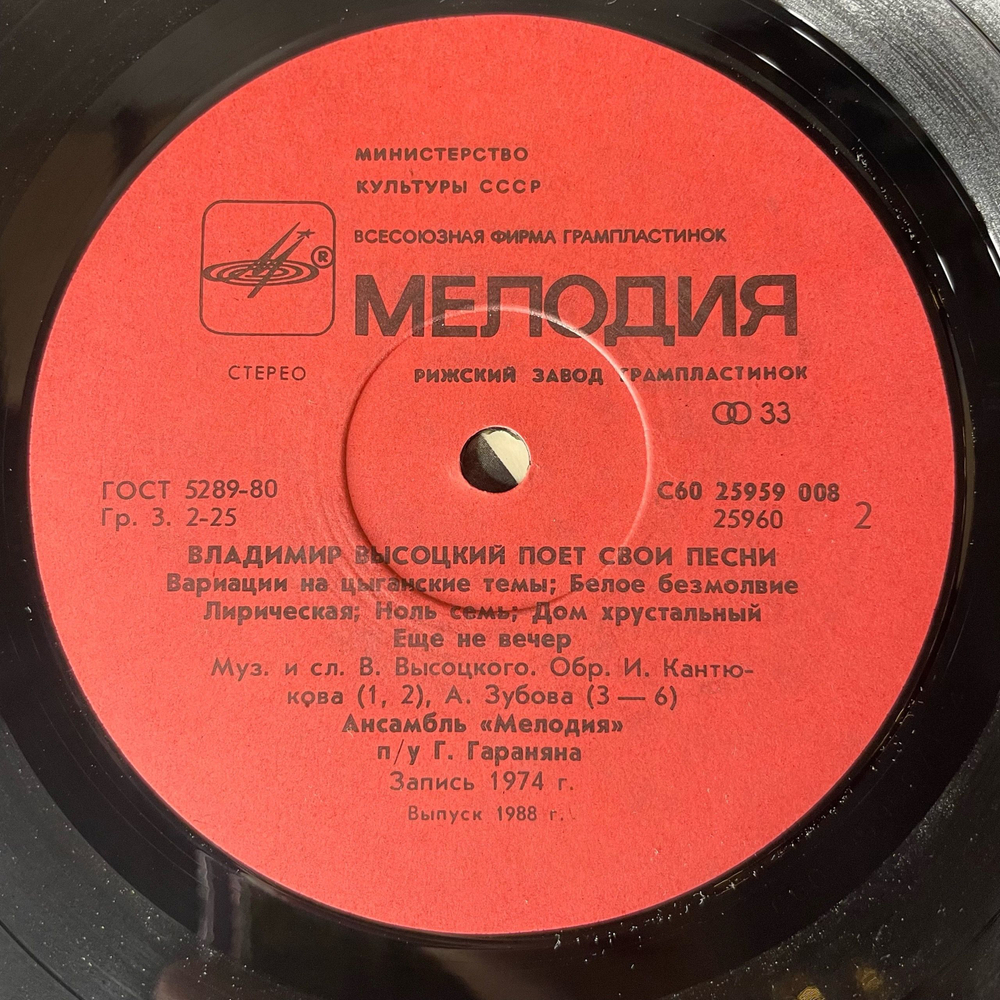 МИНИСТЕРСТВО
КУЛЬТУРЫ СССР
ВСЕСОЮЗНАЯ ФИРМА ГРАМПЛАСТИНОК
®
МЕЛОДИЯ
СТЕРЕО
РИЖСКИЙ ЗАВОД ГРАМПЛАСТИНОК
33
ГОСТ 5289-80
Гр. 3. 2-25
С60 25959 008
25960
2
ВЛАДИМИР ВЫСОЦКИЙ ПОЕТ СВОИ ПЕСНИ
Вариации на цыганские темы; Белое безмолвие
Лирическая; Ноль семь; Дом хрустальный
Еще не вечер
Муз. и сл. В. Высоцкого. Обр. И. Кантю-
кова (1, 2), А. Зубова (3 — 6)
Ансамбль «Мелодия»
п/у Г. Гараняна
Запись 1974 г.
Выпуск 1988 г.